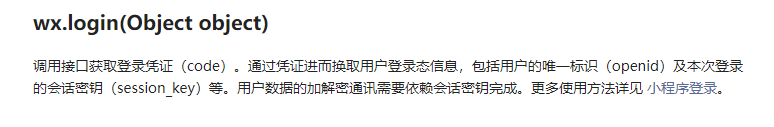 wx.login(Object object)
调用接口获取登录凭证（code）。通过凭证进而换取用户登录态信息，包括用户的唯一标识（openid）及本次登录
的会话密钥（session_key）等。用户数据的加解密通讯需要依赖会话密钥完成。更多使用方法详见 小程序登录。